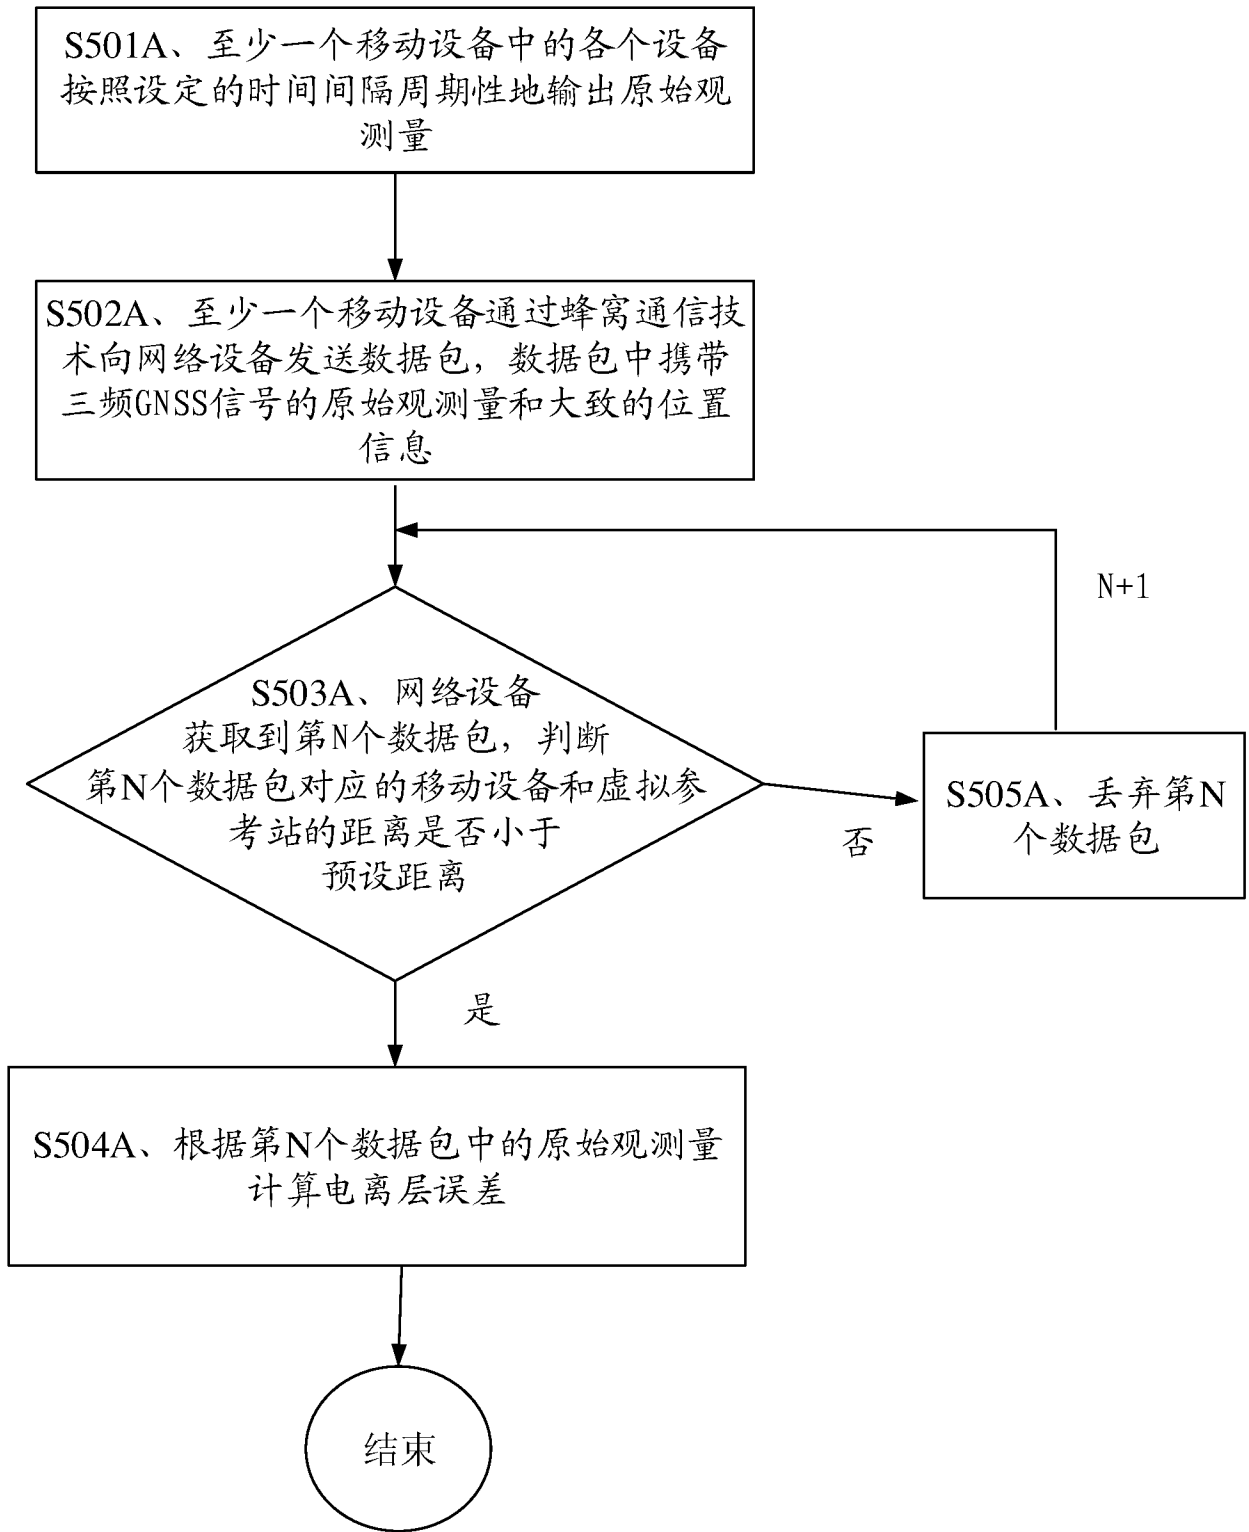 S501A、至少一个移动设备中的各个设备
按照设定的时间间隔周期性地输出原始观
测量
S502A、至少一个移动设备通过蜂窝通信技
术向网络设备发送数据包，数据包中携带
三频GNSS信号的原始观测量和大致的位置
信息
N+1
S503A、网络设备
获取到第N个数据包，判断
第N个数据包对应的移动设备和虚拟参
考站的距离是否小于
预设距离
否
S505A、丢弃第N
个数据包
是
S504A、根据第N个数据包中的原始观测量
计算电离层误差
结束